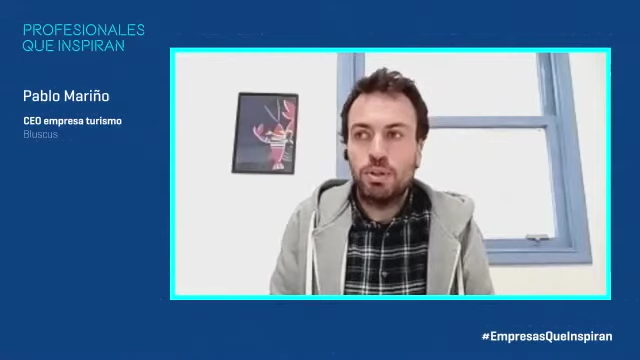 PROFESIONALES
QUE INSPIRAN
Pablo Mariño
CEO empresa turismo
Bluscus
#EmpresasQueInspiran